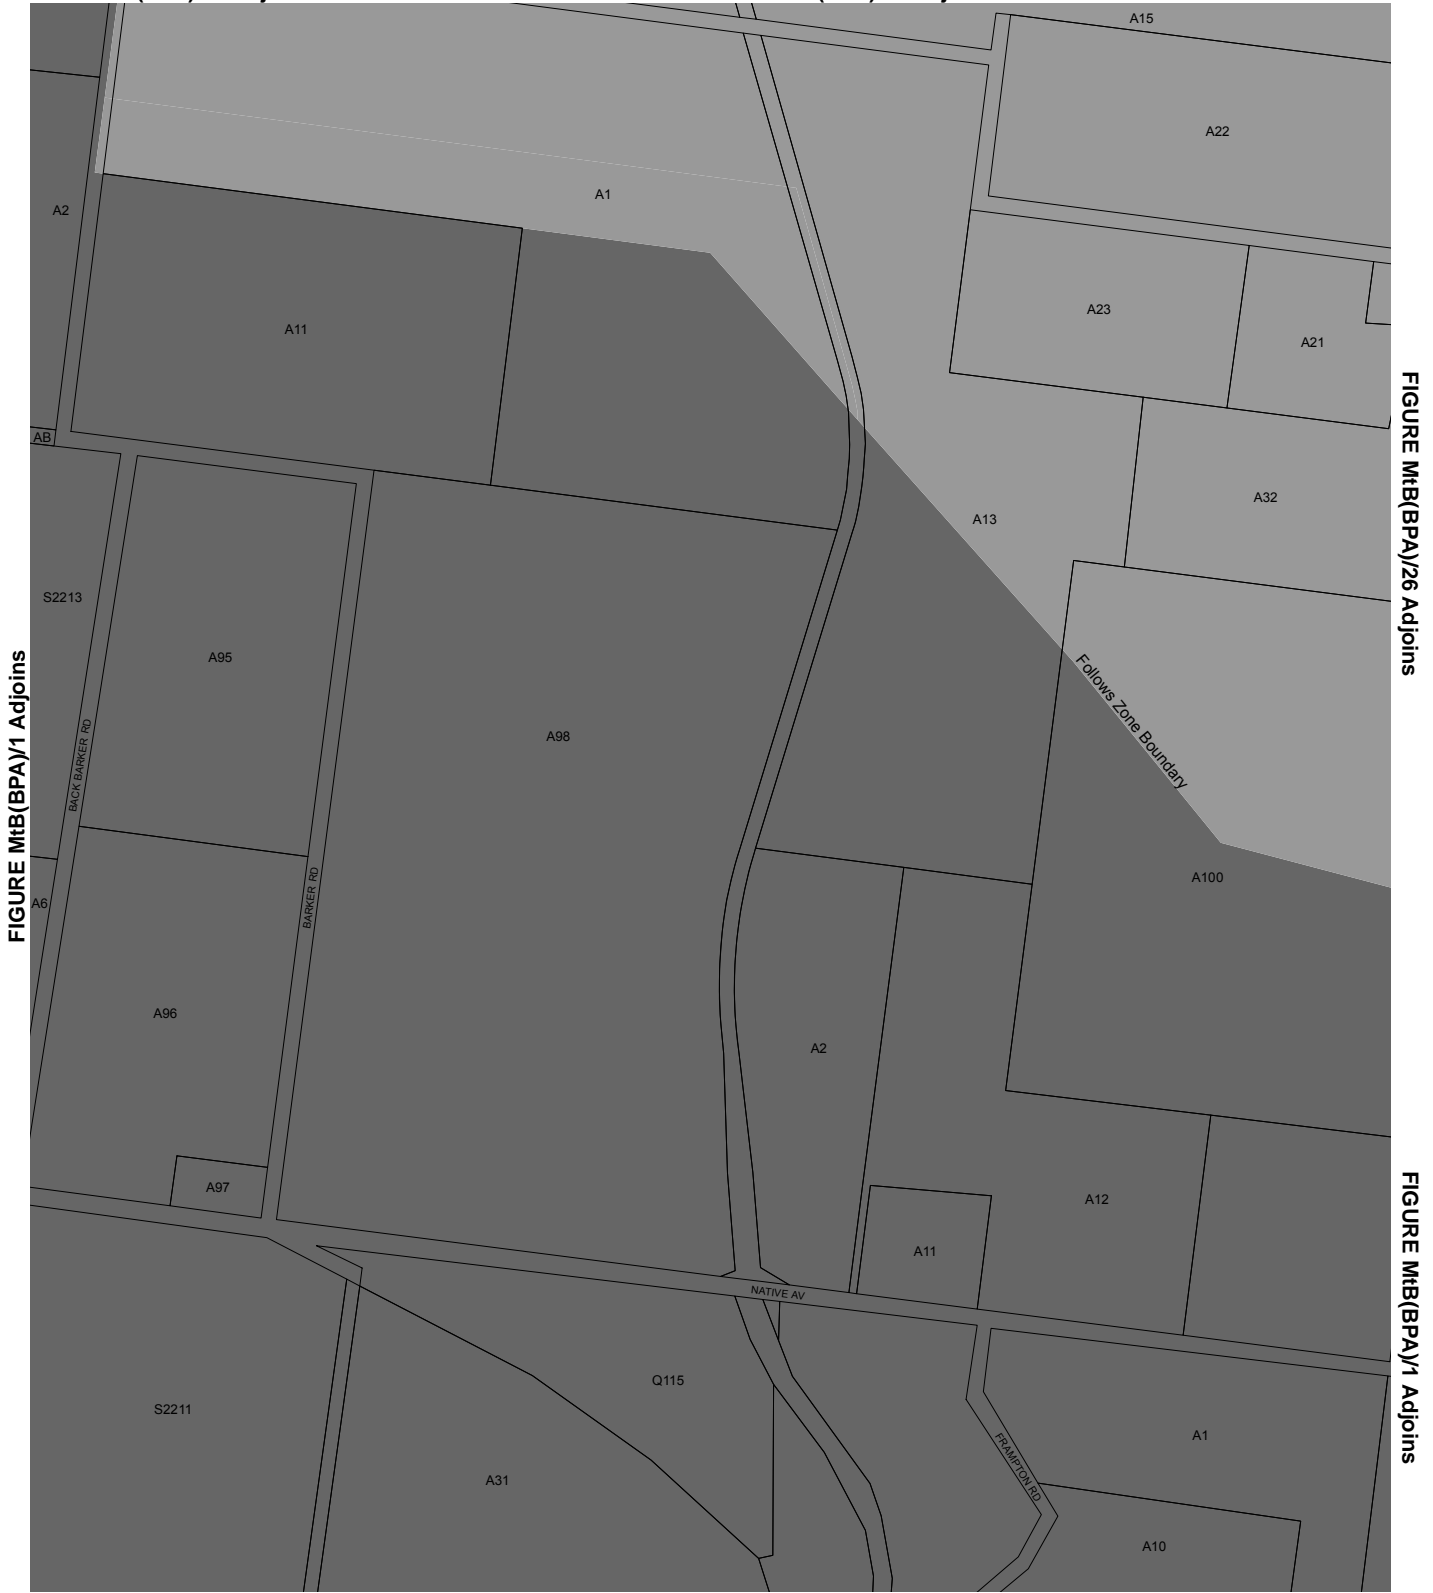 A15
A22
A1
A2
A23
A11
A21
AB
A32
A13
FIGURE MtB(BPA)/26 Adjoins
S2213
A95
Follows Zone Boundary
A98
BACK BARKER RD
FIGURE MtB(BPA)/1 Adjoins
A100
BARKER RD
A6
A96
A2
A97
A12
A11
NATIVE AV
FIGURE MtB(BPA)/1 Adjoins
Q115
S2211
A1
FRAMPTON RD
A31
A10